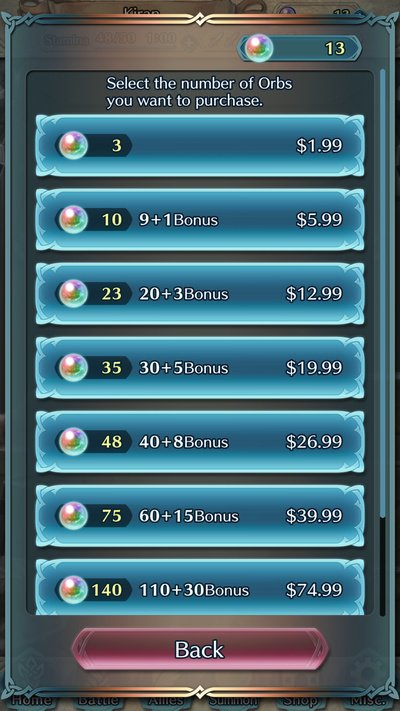 Kiran
13
Stamina
13
Select the number of Orbs
you want to purchase.
3 $1.99
10 9+1Bonus $5.99
23 20+3Bonus $12.99
35 30+5Bonus $19.99
48 40+8Bonus $26.99
75 60+15Bonus $39.99
140 110+30Bonus $74.99
Back
Home Battle Allies Summon Shop Misc.